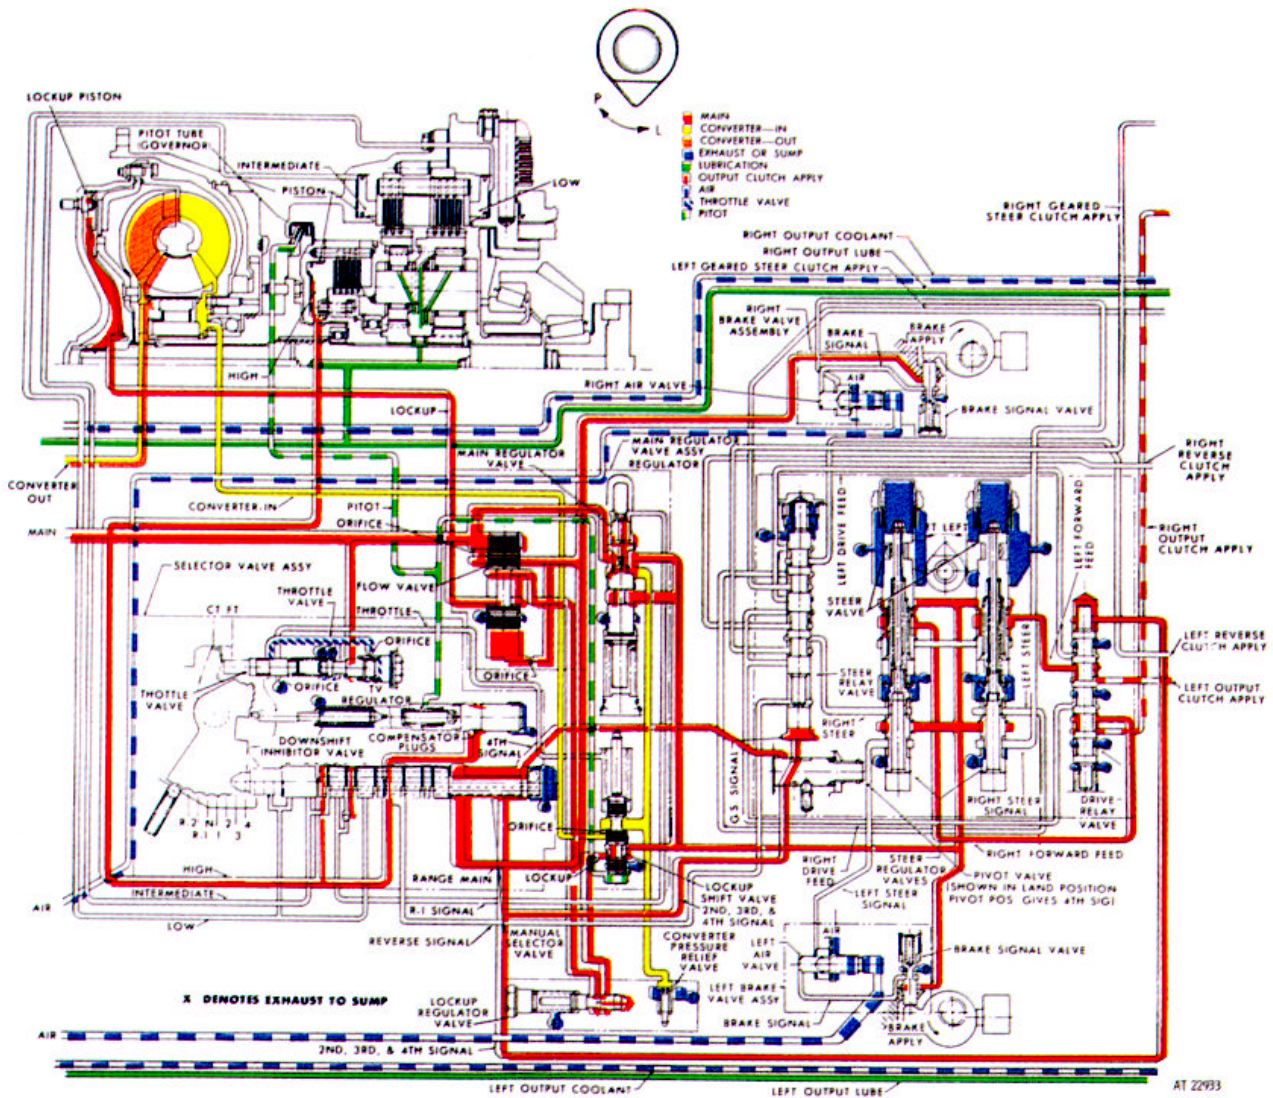 LOCKUP PISTON
PITOT TUBE
(GOVERNOR)
INTERMEDIATE
PISTON
LOW
P
L
MAIN
CONVERTER—IN
CONVERTER—OUT
EXHAUST OR SUMP
LUBRICATION
OUTPUT CLUTCH APPLY
AIR
THROTTLE VALVE
PITOT
RIGHT GEARED
STEER CLUTCH APPLY
RIGHT OUTPUT COOLANT
RIGHT OUTPUT LUBE
LEFT GEARED STEER CLUTCH APPLY
RIGHT
BRAKE VALVE
ASSEMBLY
BRAKE
SIGNAL
BRAKE
APPLY
AIR
RIGHT AIR VALVE
BRAKE SIGNAL VALVE
HIGH
LOCKUP
MAIN REGULATOR
VALVE
MAIN REGULATOR
VALVE ASSY
REGULATOR
RIGHT
REVERSE
CLUTCH
APPLY
CONVERTER
OUT
CONVERTER-IN
PITOT
ORIFICE
MAIN
LEFT DRIVE FEED
LEFT
LEFT FORWARD
FEED
RIGHT
OUTPUT
CLUTCH APPLY
SELECTOR VALVE ASSY
FLOW VALVE
THROTTLE
VALVE
THROTTLE
CT FT
ORIFICE
STEER
VALVE
ORIFICE
TV
REGULATOR
ORIFICE
THOTTLE
VALVE
STEER
RELAY
VALVE
LEFT STEER
LEFT REVERSE
CLUTCH APPLY
LEFT OUTPUT
CLUTCH APPLY
DOWNSHIFT
INHIBITOR VALVE
COMPENSATOR
PLUGS
4TH
SIGNAL
RIGHT
STEER
G.S. SIGNAL
R-2 N 2 4
R-1 1 3
ORIFICE
RIGHT STEER
SIGNAL
DRIVE-
RELAY
VALVE
HIGH
RANGE MAIN
LOCKUP
LOCKUP
SHIFT VALVE
2ND, 3RD, &
4TH SIGNAL
RIGHT
DRIVE
FEED
STEER
REGULATOR
VALVES
RIGHT FORWARD FEED
PIVOT VALVE
(SHOWN IN LAND POSITION
PIVOT POS. GIVES 4TH SIG)
LEFT STEER
SIGNAL
INTERMEDIATE
AIR
LOW
R-1 SIGNAL
REVERSE SIGNAL
MANUAL
SELECTOR
VALVE
CONVERTER
PRESSURE
RELIEF
VALVE
AIR
LEFT
AIR
VALVE
BRAKE SIGNAL VALVE
LEFT BRAKE
VALVE ASSY
X DENOTES EXHAUST TO SUMP
LOCKUP
REGULATOR
VALVE
BRAKE SIGNAL
BRAKE
APPLY
AIR
2ND, 3RD, & 4TH SIGNAL
LEFT OUTPUT COOLANT
LEFT OUTPUT LUBE
AT 22933